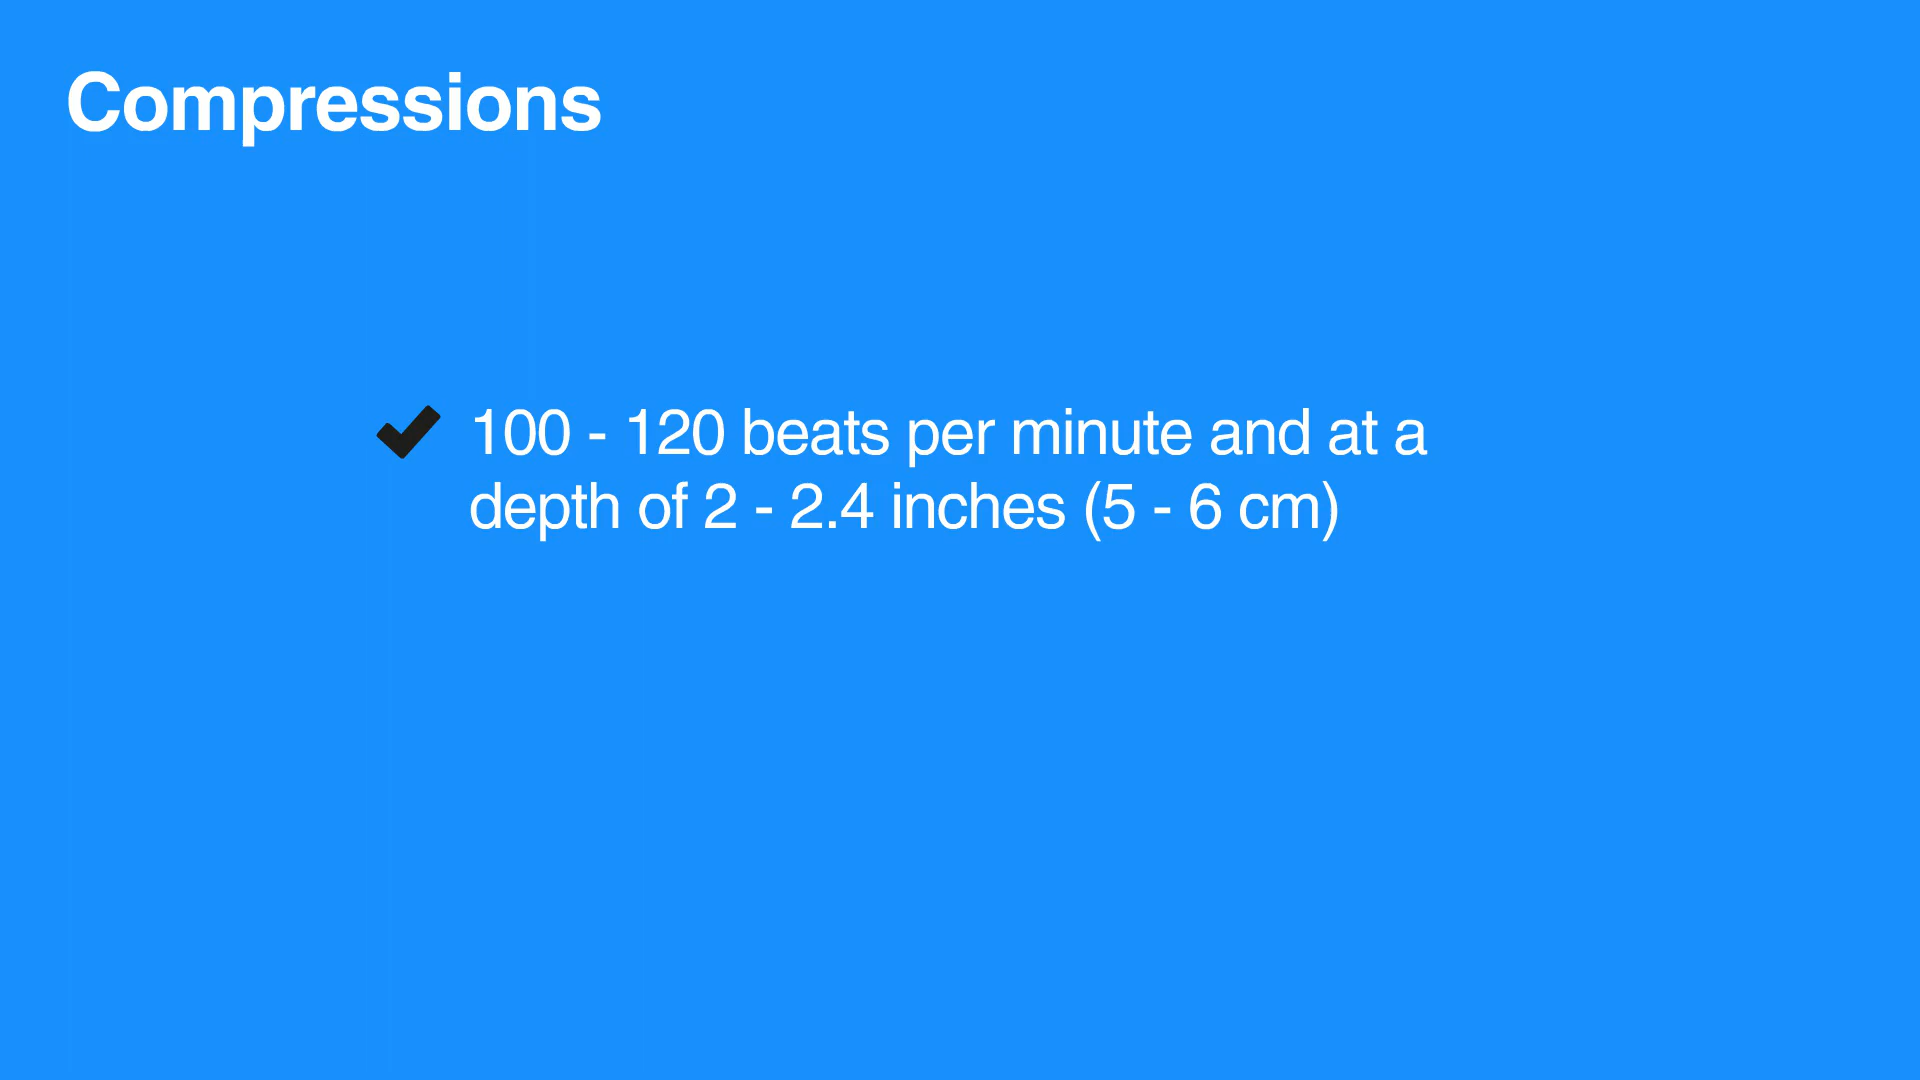 Compressions
100 - 120 beats per minute and at a
depth of 2 - 2.4 inches (5 - 6 cm)